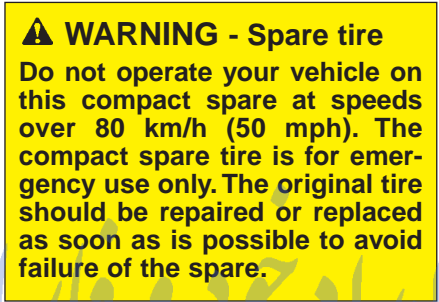 WARNING - Spare tire
Do not operate your vehicle on
this compact spare at speeds
over 80 km/h (50 mph). The
compact spare tire is for emer-
gency use only. The original tire
should be repaired or replaced
as soon as is possible to avoid
failure of the spare.